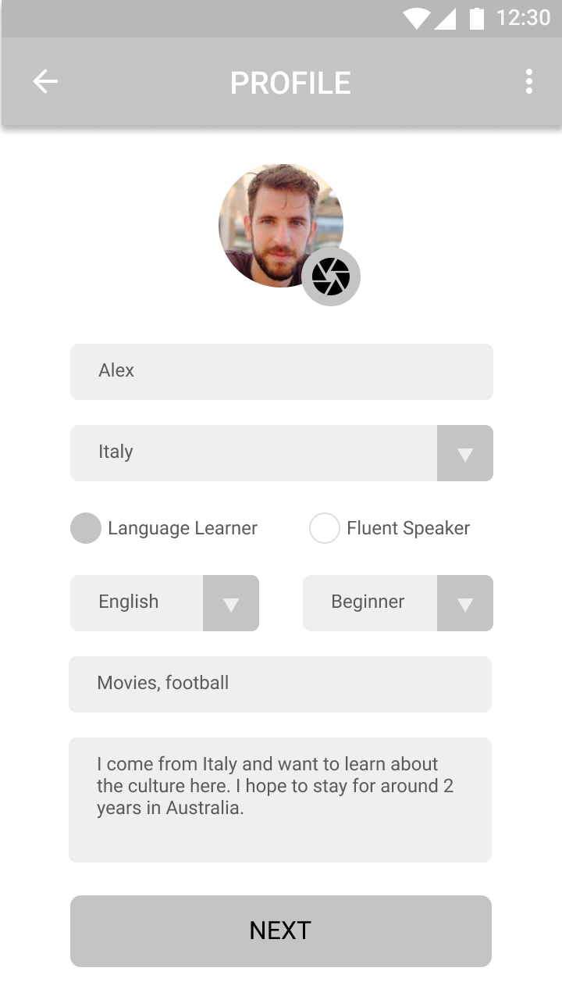 12:30
PROFILE
Alex
Italy
Language Learner
Fluent Speaker
English
Beginner
Movies, football
I come from Italy and want to learn about
the culture here. I hope to stay for around 2
years in Australia.
NEXT